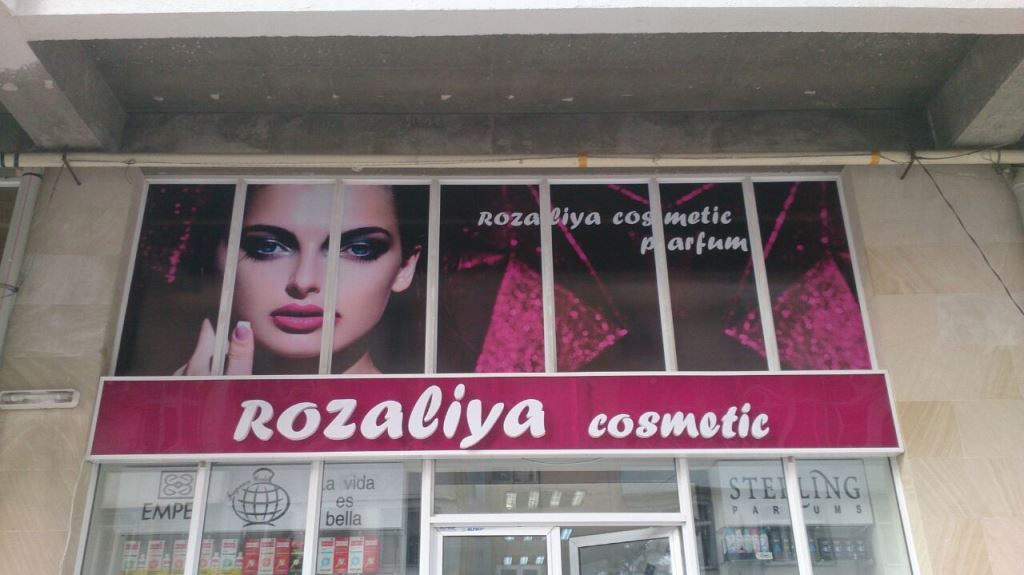 Rozaliya cosmetic
parfum
Rozaliya cosmetic
EMPE
La vida
es
bella
STERLING
PARFUMS